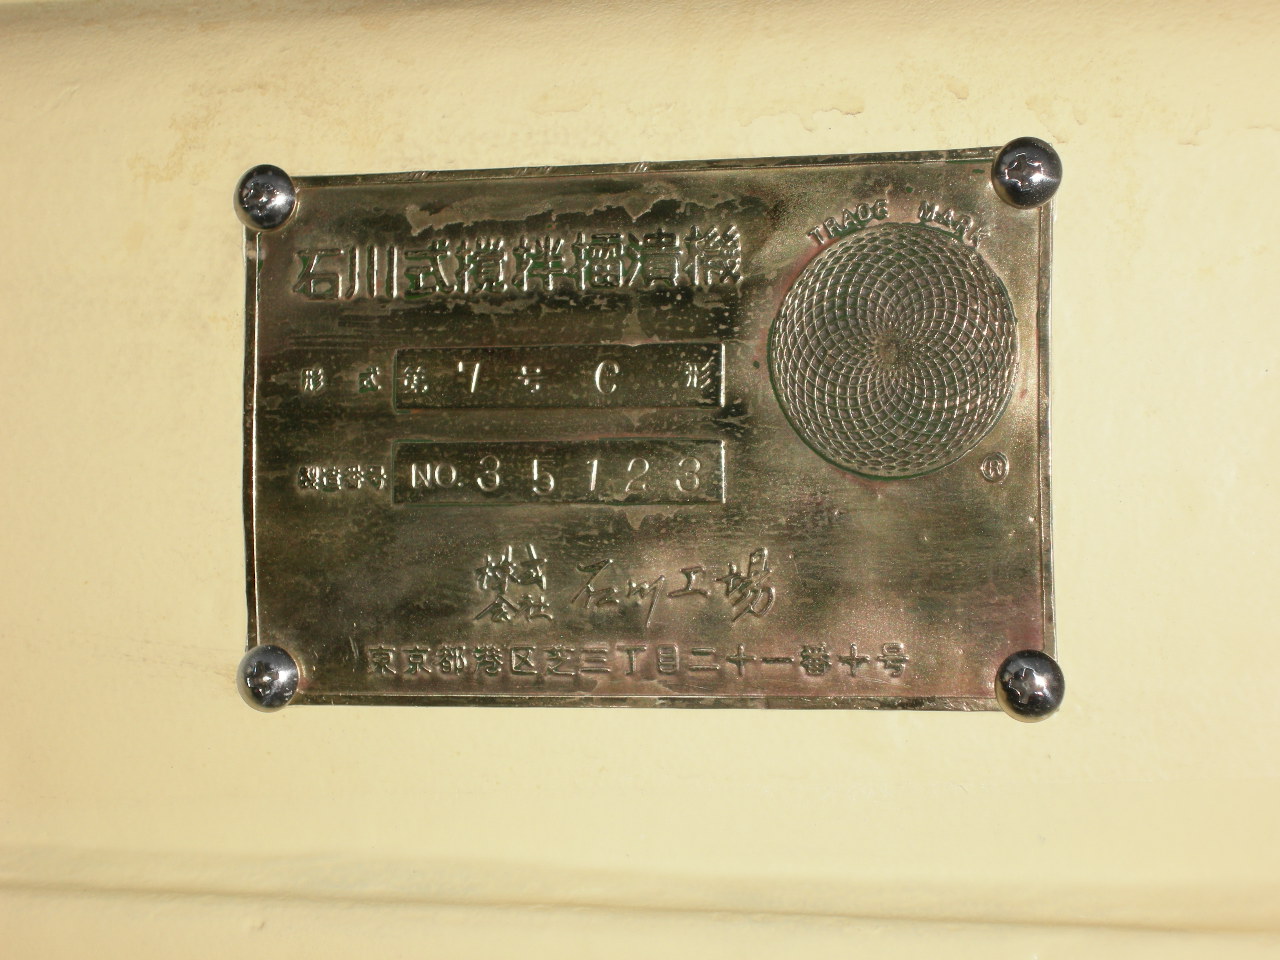 石川式撹拌擂潰機
TRADE MARK
形式 第7号 C 形
製造番号 NO. 35123
®
株式会社 石川工場
東京都港区芝三丁目二十一番十号